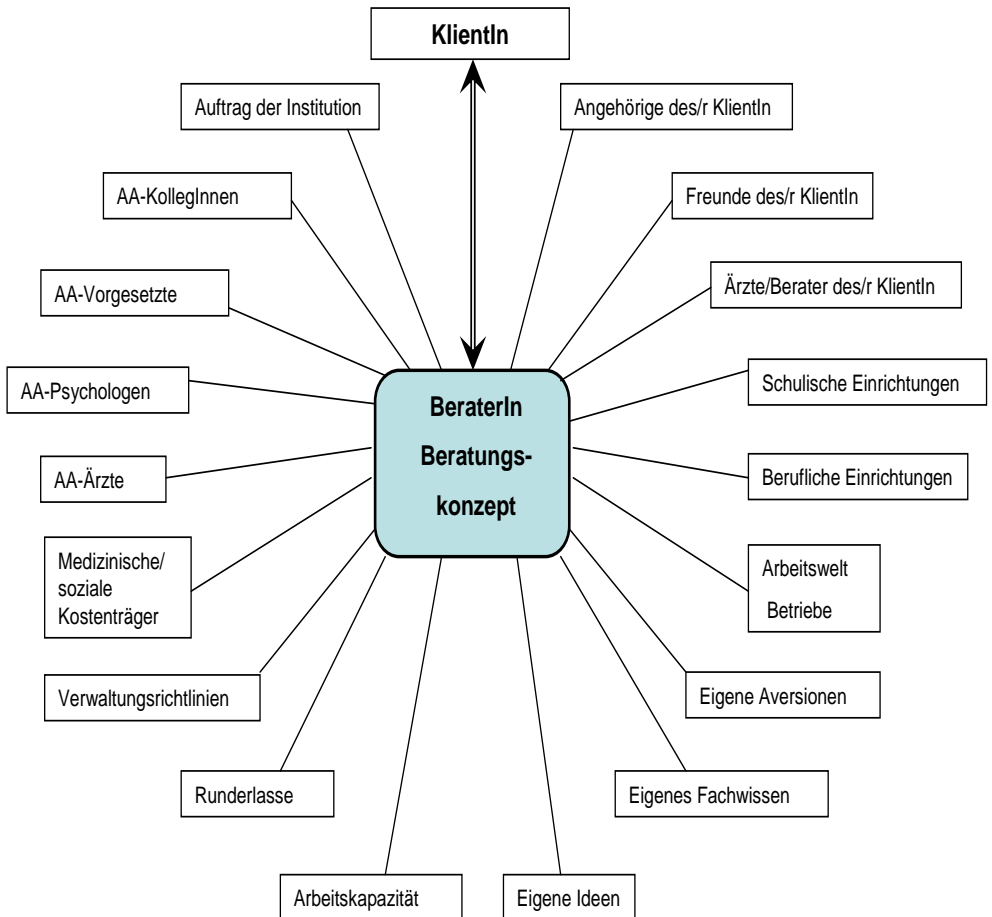 KlientIn
Auftrag der Institution
Angehörige des/r KlientIn
AA-KollegInnen
Freunde des/r KlientIn
AA-Vorgesetzte
Ärzte/Berater des/r KlientIn
AA-Psychologen
Schulische Einrichtungen
BeraterIn
Beratungs-
konzept
AA-Ärzte
Berufliche Einrichtungen
Medizinische/
soziale
Kostenträger
Arbeitswelt
Betriebe
Verwaltungsrichtlinien
Eigene Aversionen
Runderlasse
Eigenes Fachwissen
Arbeitskapazität
Eigene Ideen